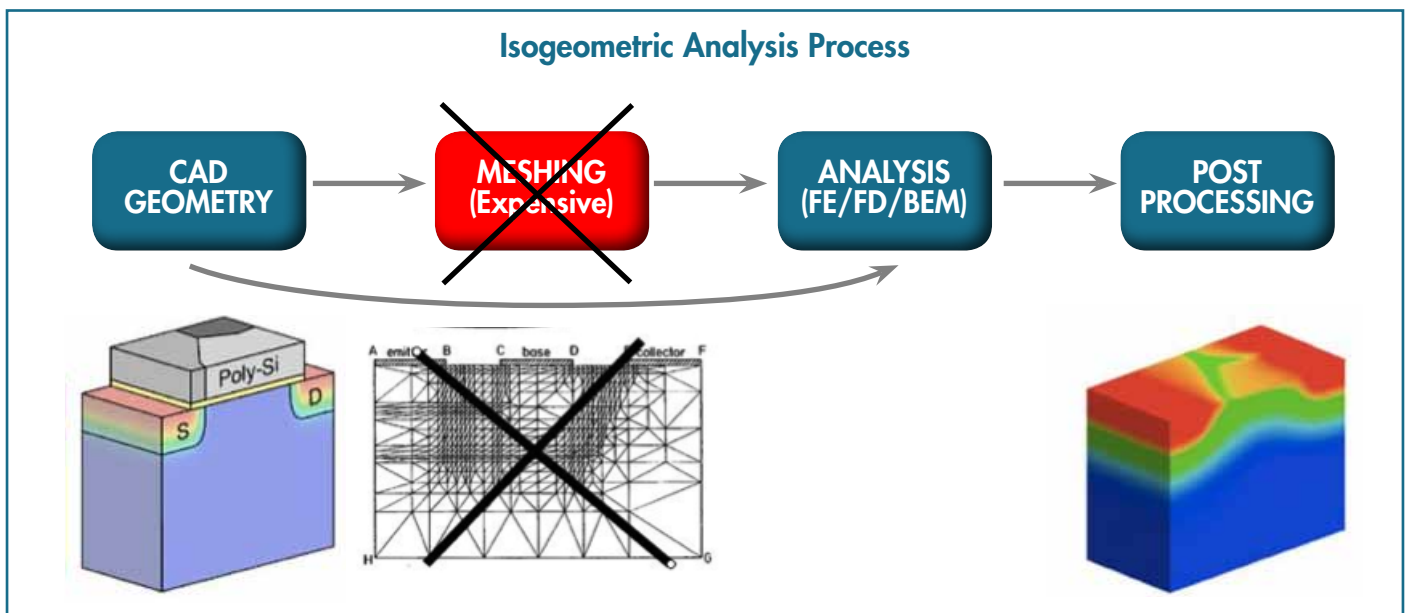 Isogeometric Analysis Process
CAD
GEOMETRY
MESHING
(Expensive)
ANALYSIS
(FE/FD/BEM)
POST
PROCESSING
Poly-Si
S
D
A
B
C
base
D
collector
F
H
G